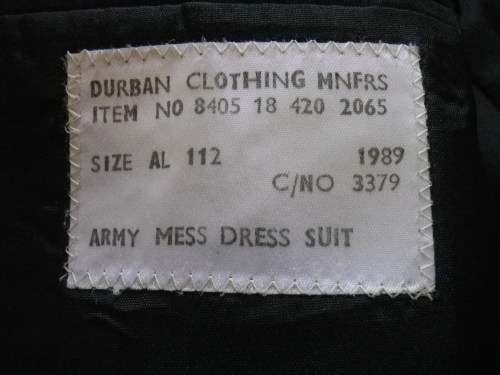 DURBAN CLOTHING MNFRS
ITEM NO 8405 18 420 2065
SIZE AL 112 1989
C/NO 3379
ARMY MESS DRESS SUIT